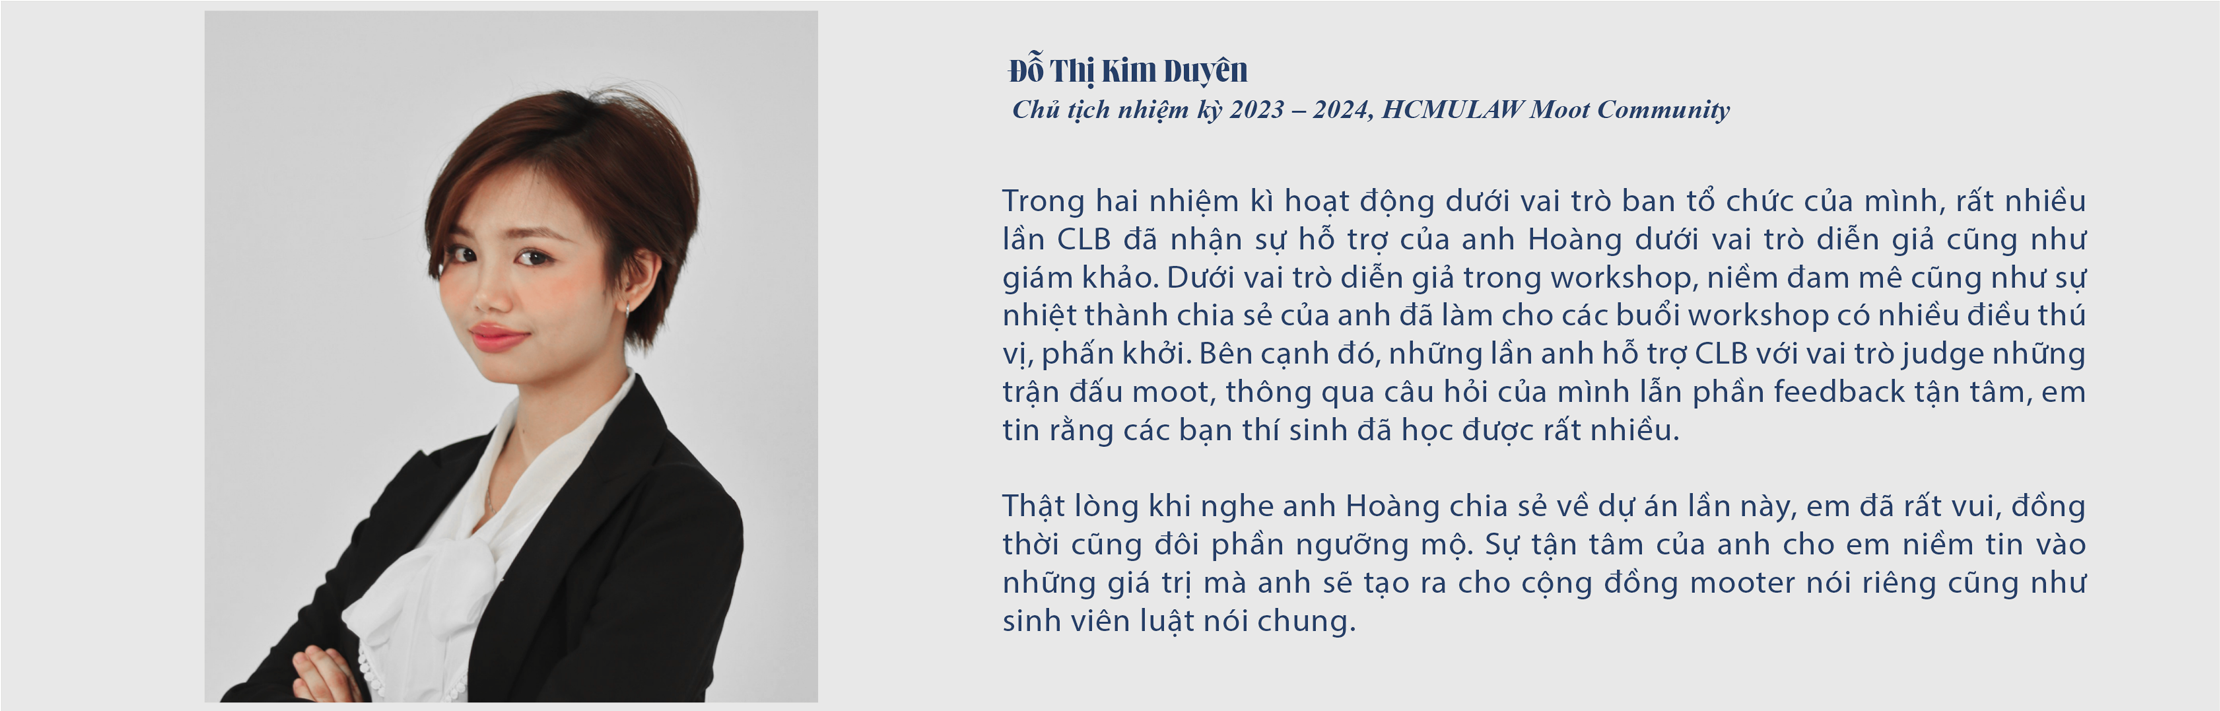 Đỗ Thị Kim Duyên
Chủ tịch nhiệm kỳ 2023 – 2024, HCMULAW Moot Community
Trong hai nhiệm kì hoạt động dưới vai trò ban tổ chức của mình, rất nhiều
lần CLB đã nhận sự hỗ trợ của anh Hoàng dưới vai trò diễn giả cũng như
giám khảo. Dưới vai trò diễn giả trong workshop, niềm đam mê cũng như sự
nhiệt thành chia sẻ của anh đã làm cho các buổi workshop có nhiều điều thú
vị, phấn khởi. Bên cạnh đó, những lần anh hỗ trợ CLB với vai trò judge những
trận đấu moot, thông qua câu hỏi của mình lẫn phần feedback tận tâm, em
tin rằng các bạn thí sinh đã học được rất nhiều.
Thật lòng khi nghe anh Hoàng chia sẻ về dự án lần này, em đã rất vui, đồng
thời cũng đôi phần ngưỡng mộ. Sự tận tâm của anh cho em niềm tin vào
những giá trị mà anh sẽ tạo ra cho cộng đồng mooter nói riêng cũng như
sinh viên luật nói chung.